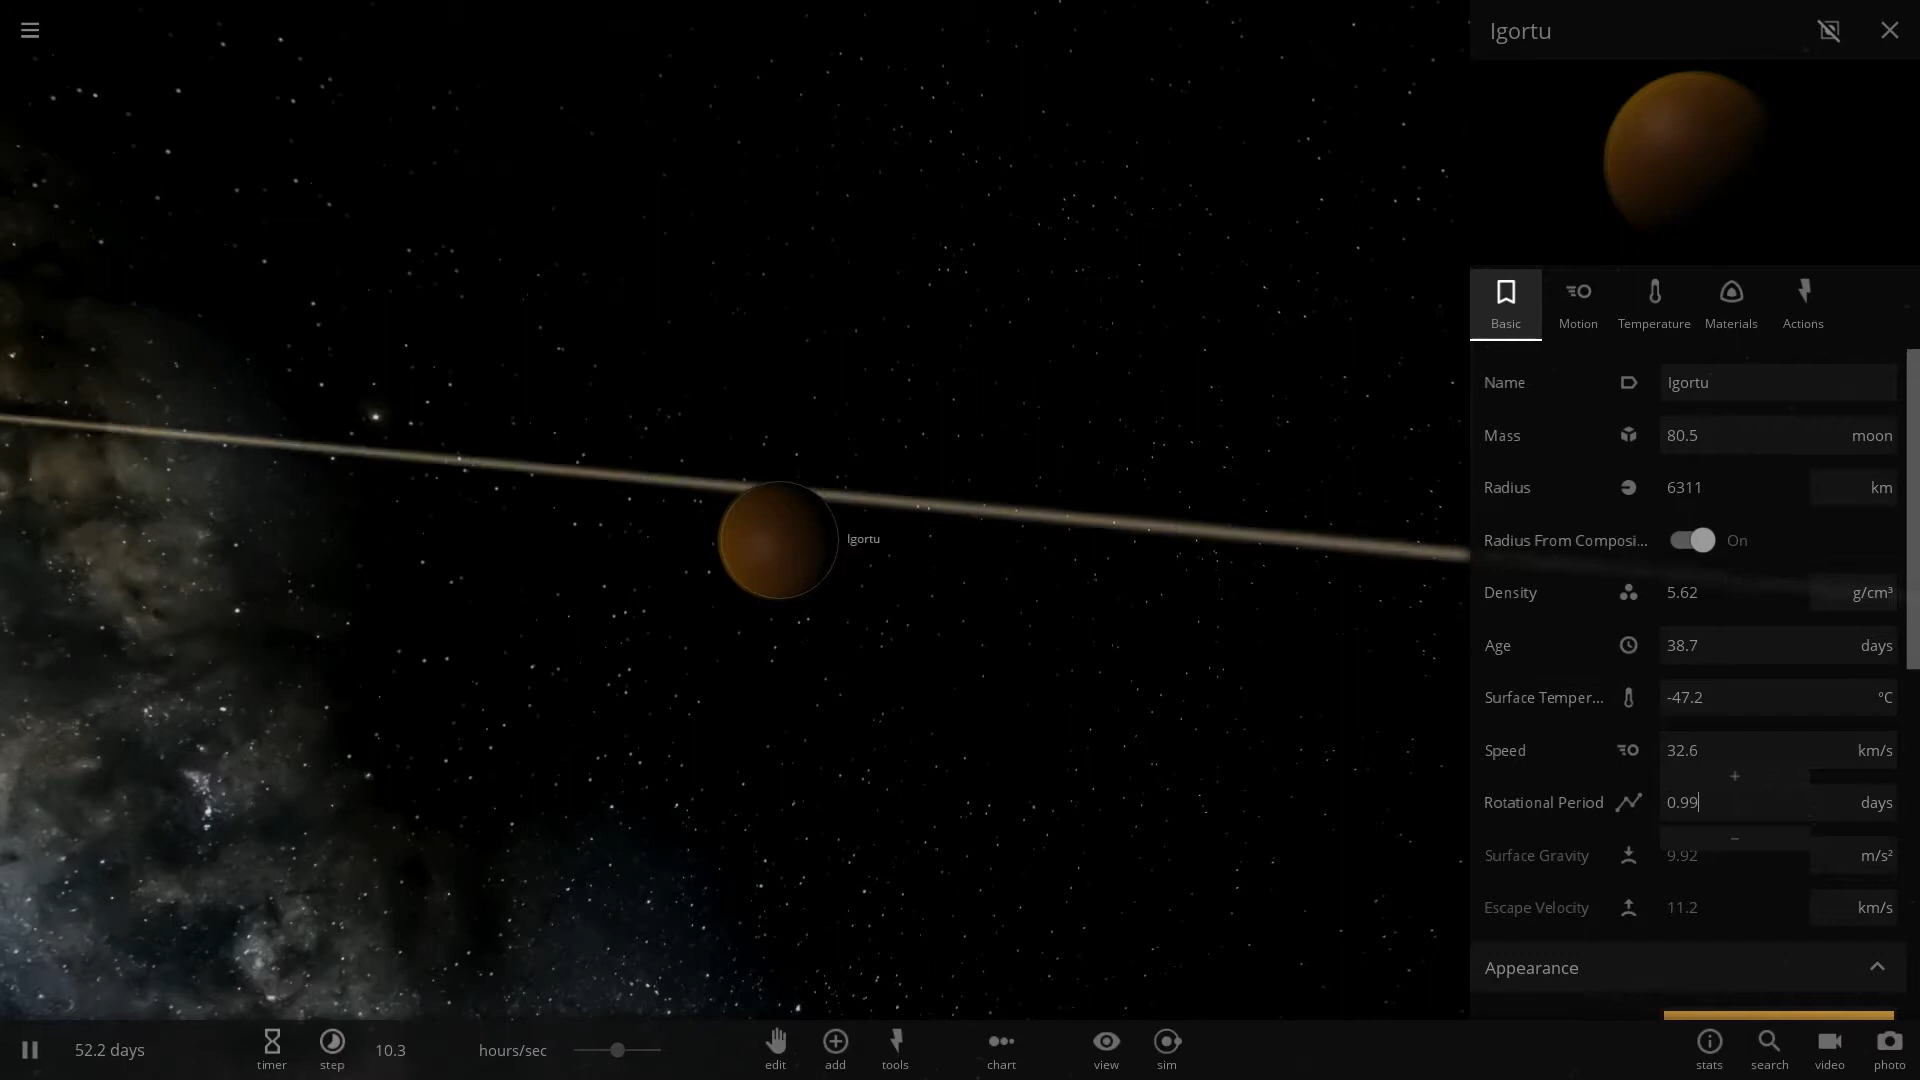 Igortu
Basic
Motion
Temperature
Materials
Actions
Name Igortu
Mass 80.5 moon
Radius 6311 km
Radius From Composi... On
Density 5.62 g/cm³
Age 38.7 days
Surface Temper... -47.2 °C
Speed 32.6 km/s
+
Rotational Period 0.99 days
−
Surface Gravity 9.92 m/s²
Escape Velocity 11.2 km/s
Appearance
Igortu
52.2 days
timer
step
10.3 hours/sec
edit
add
tools
chart
view
sim
stats
search
video
photo